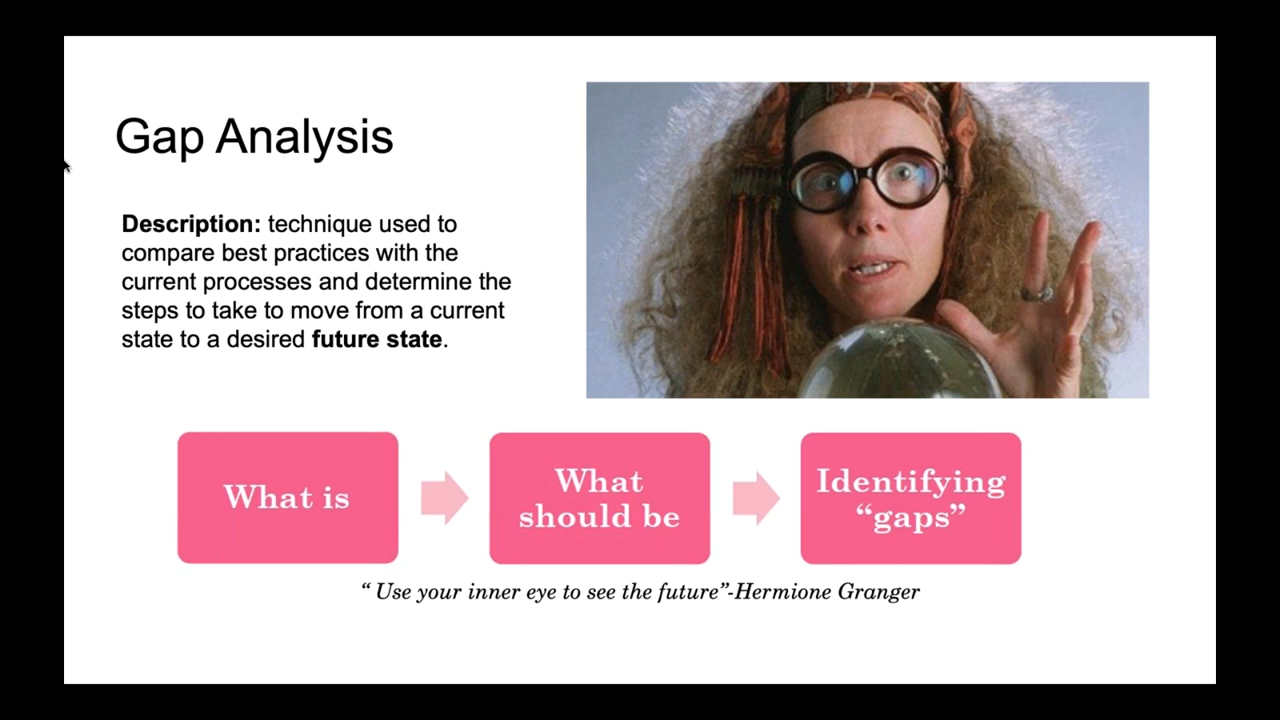 Gap Analysis
Description: technique used to
compare best practices with the
current processes and determine the
steps to take to move from a current
state to a desired future state.
What is
What
should be
Identifying
“gaps”
“ Use your inner eye to see the future”-Hermione Granger